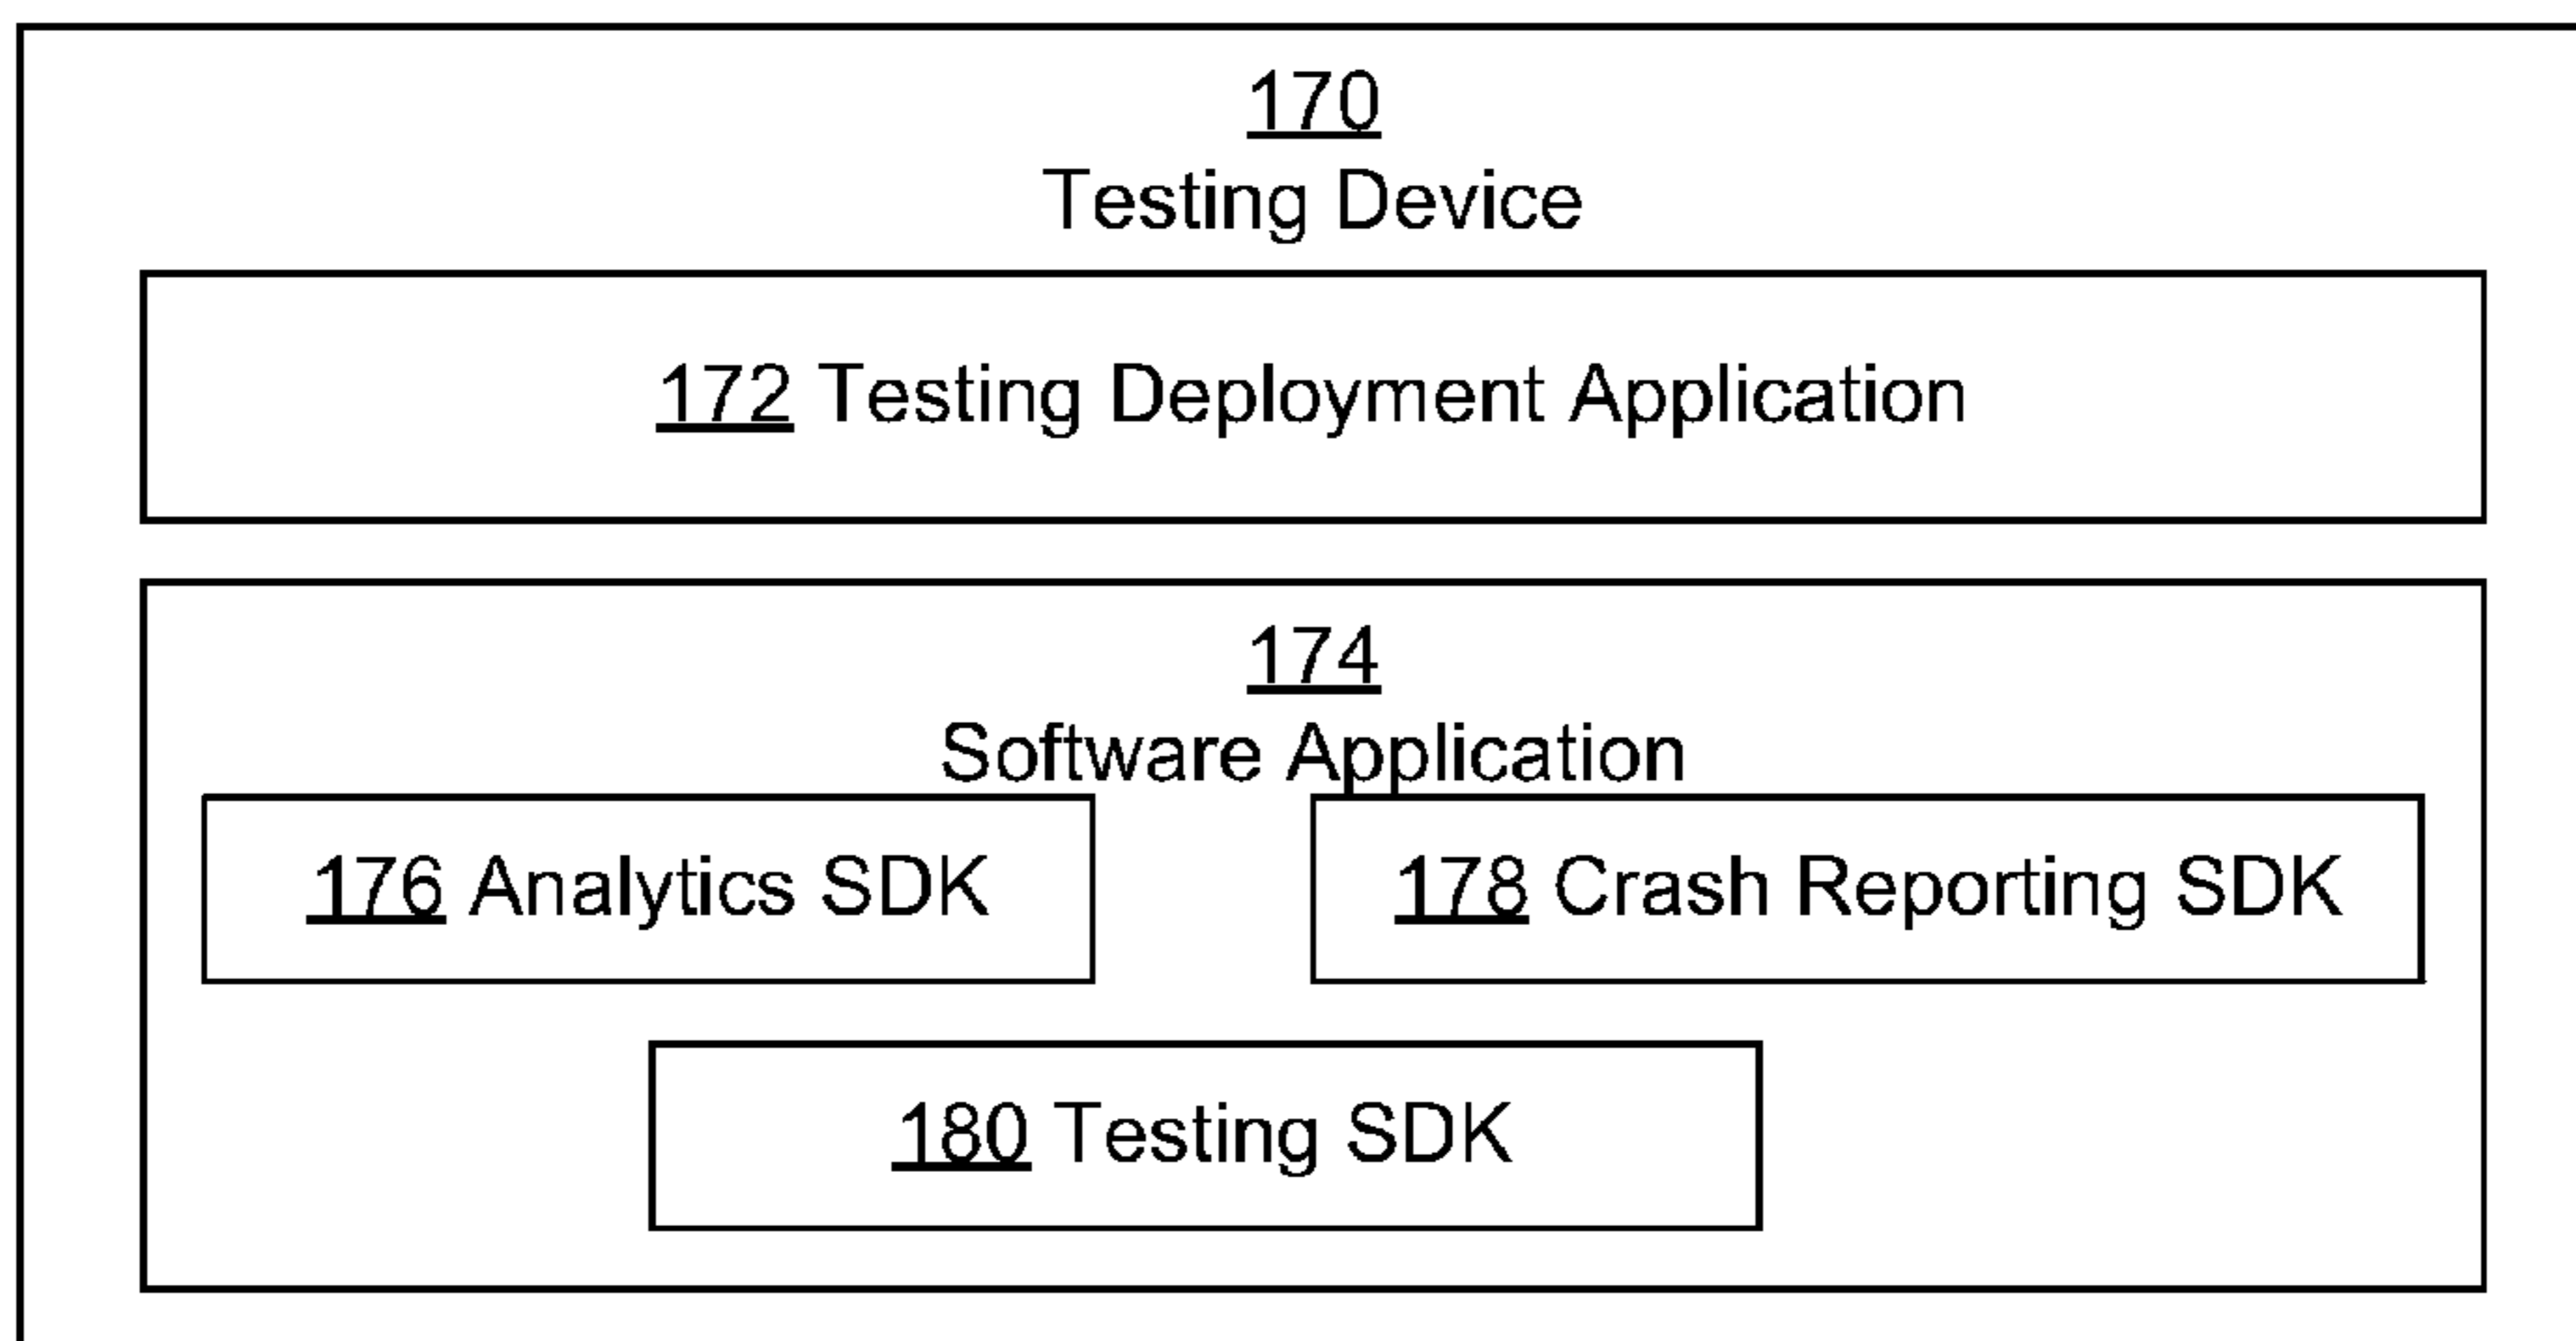 170
Testing Device
172 Testing Deployment Application
174
Software Application
176 Analytics SDK
178 Crash Reporting SDK
180 Testing SDK